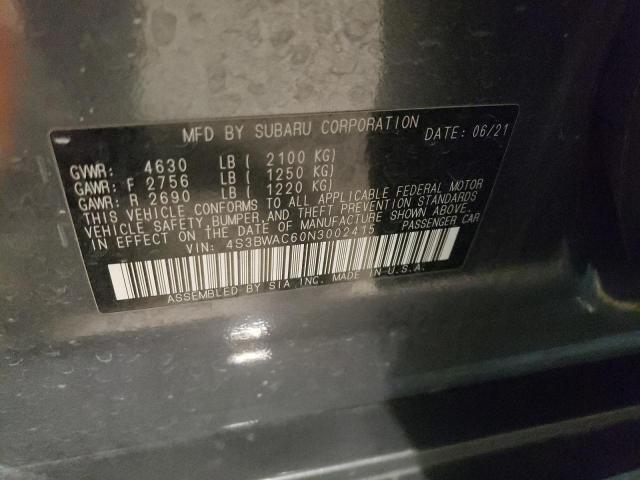 MFD BY SUBARU CORPORATION DATE: 06/21
GVWR: 4630 LB ( 2100 KG)
GAWR: F 2756 LB ( 1250 KG)
GAWR: R 2690 LB ( 1220 KG)
THIS VEHICLE CONFORMS TO ALL APPLICABLE FEDERAL MOTOR
VEHICLE SAFETY, BUMPER, AND THEFT PREVENTION STANDARDS
IN EFFECT ON THE DATE OF MANUFACTURE SHOWN ABOVE.
VIN: 4S3BWAC60N3002415 PASSENGER CAR
ASSEMBLED BY SIA INC. MADE IN U.S.A.